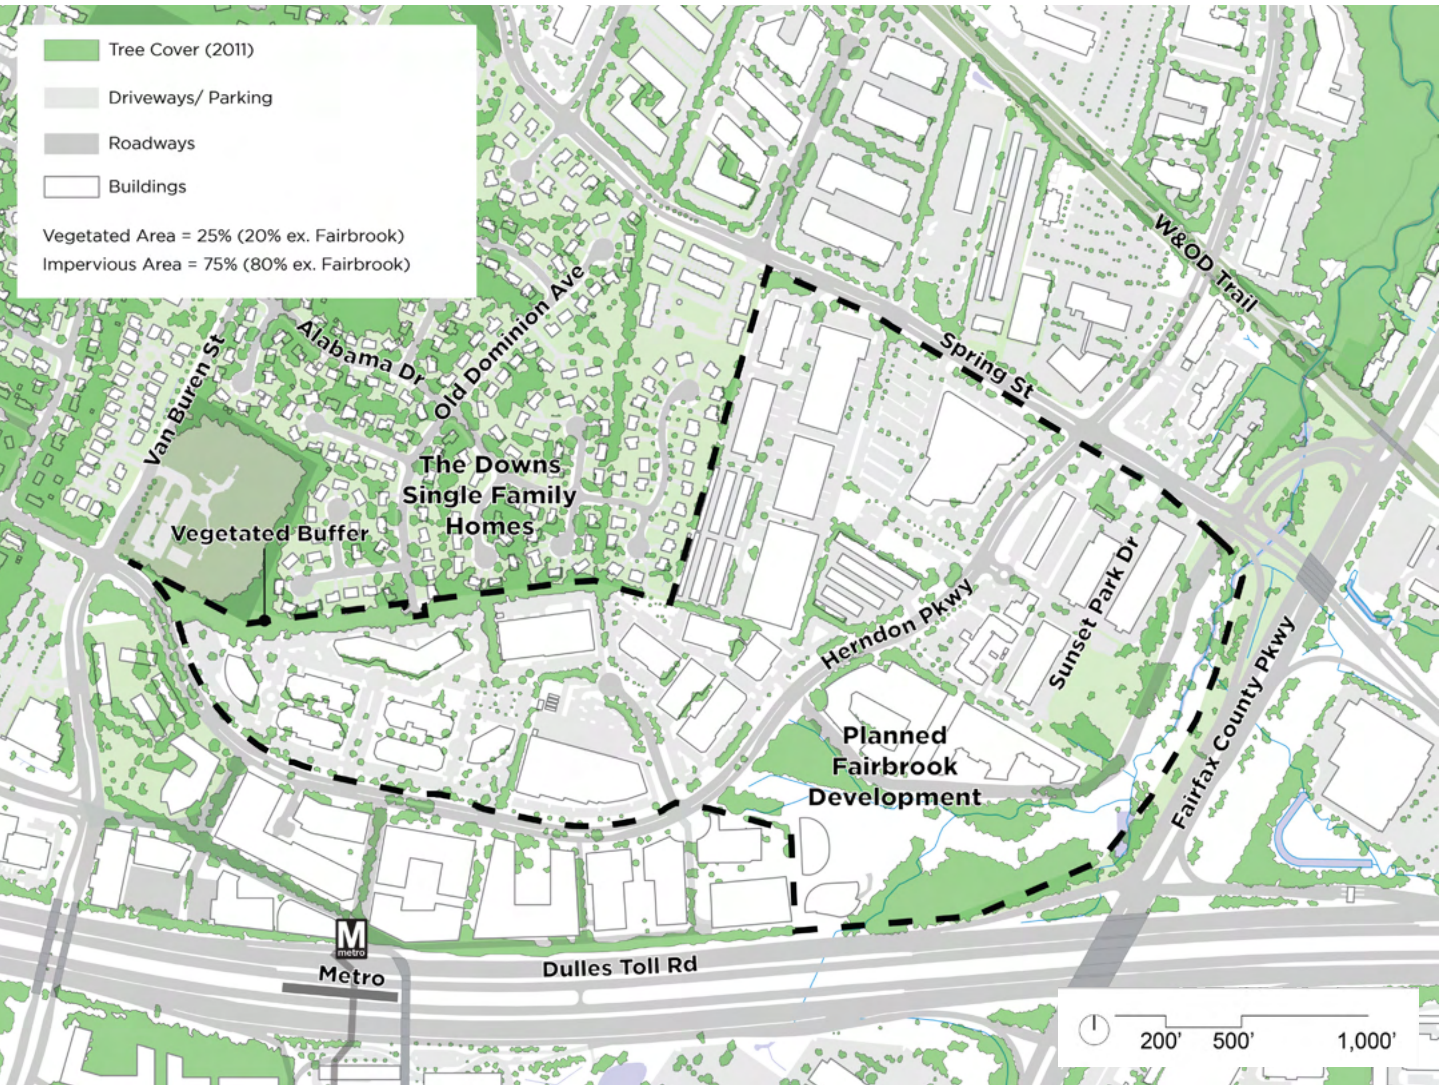 Tree Cover (2011)
Driveways/ Parking
Roadways
Buildings
Vegetated Area = 25% (20% ex. Fairbrook)
Impervious Area = 75% (80% ex. Fairbrook)
W&OD Trail
Old Dominion Ave
Alabama Dr
Van Buren St
Spring St
The Downs
Single Family
Homes
Vegetated Buffer
Sunset Park Dr
Herndon Pkwy
Fairfax County Pkwy
Planned
Fairbrook
Development
M
metro
Metro
Dulles Toll Rd
200' 500' 1,000'